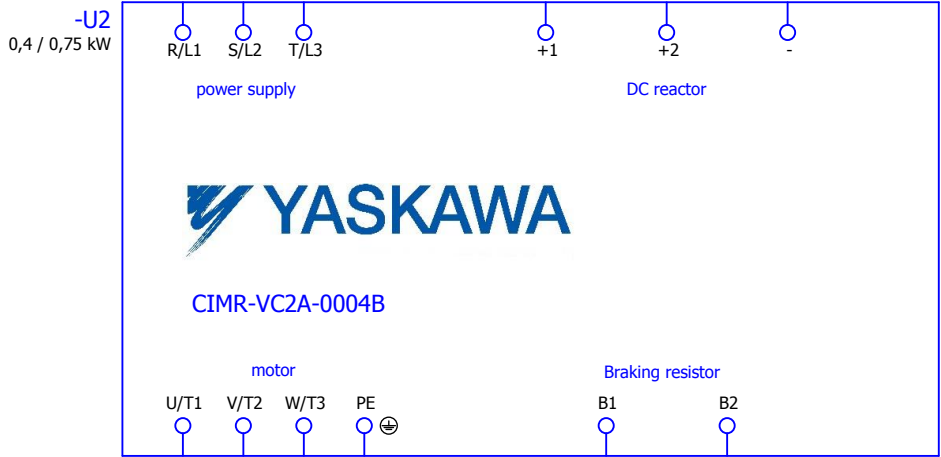 -U2
0,4 / 0,75 kW
R/L1 S/L2 T/L3 +1 +2 -
power supply DC reactor
YASKAWA
CIMR-VC2A-0004B
motor Braking resistor
U/T1 V/T2 W/T3 PE B1 B2